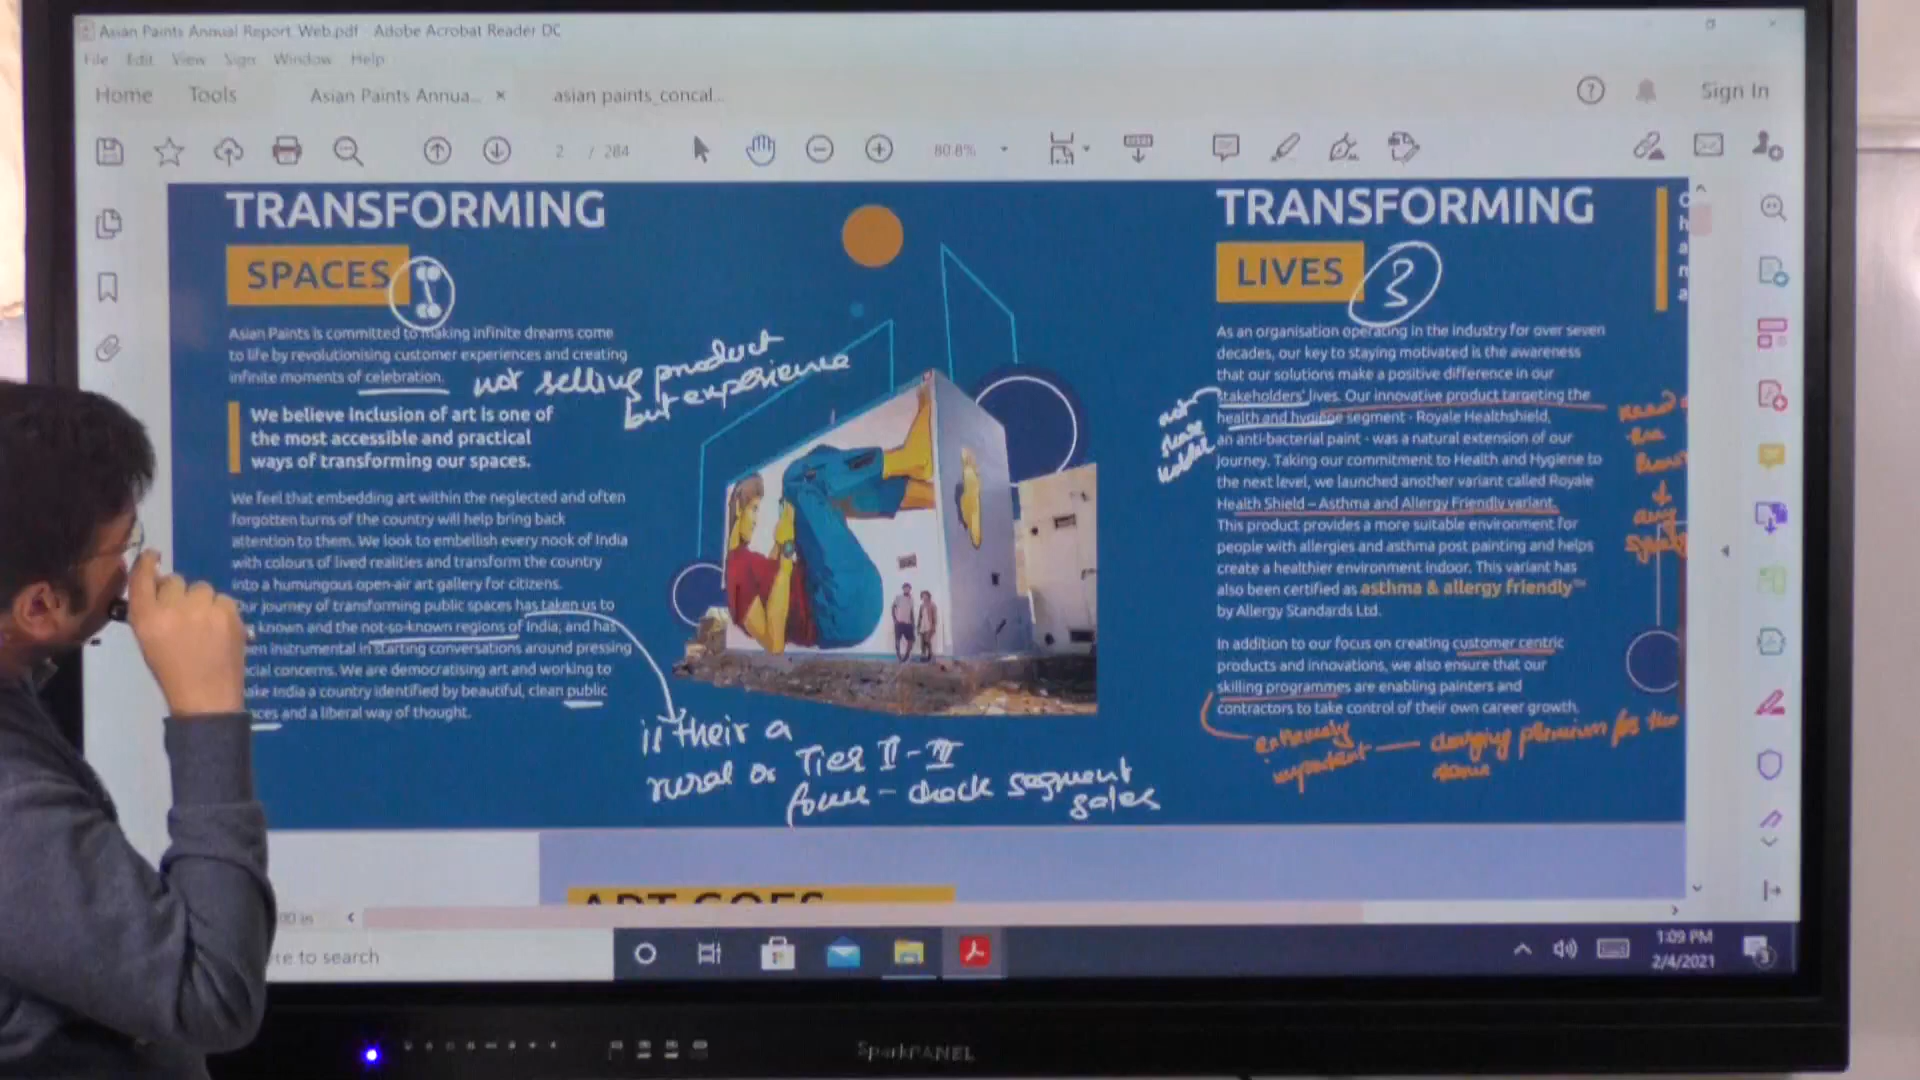 Asian Paints Annual Report_Web.pdf - Adobe Acrobat Reader DC
File Edit View Sign Window Help
Home Tools Asian Paints Annua... × asian paints_concal... Sign In
2 / 284 80.8%
TRANSFORMING
SPACES
Asian Paints is committed to making infinite dreams come
to life by revolutionising customer experiences and creating
infinite moments of celebration.
not selling product
but experience
We believe inclusion of art is one of
the most accessible and practical
ways of transforming our spaces.
We feel that embedding art within the neglected and often
forgotten turns of the country will help bring back
attention to them. We look to embellish every nook of India
with colours of lived realities and transform the country
into a humungous open-air art gallery for citizens.
Our journey of transforming public spaces has taken us to
known and the not-so-known regions of India, and has
instrumental in starting conversations around pressing
concerns. We are democratising art and working to
India a country identified by beautiful, clean public
and a liberal way of thought.
is their a
rural or Tier II - IV
focus - check segment
sales
TRANSFORMING
LIVES 3
As an organisation operating in the industry for over seven
decades, our key to staying motivated is the awareness
that our solutions make a positive difference in our
stakeholders' lives. Our innovative product targeting the
health and hygiene segment - Royale Healthshield,
an anti-bacterial paint - was a natural extension of our
journey. Taking our commitment to Health and Hygiene to
the next level, we launched another variant called Royale
Health Shield – Asthma and Allergy Friendly variant.
This product provides a more suitable environment for
people with allergies and asthma post painting and helps
create a healthier environment indoor. This variant has
also been certified as asthma & allergy friendly™
by Allergy Standards Ltd.
In addition to our focus on creating customer centric
products and innovations, we also ensure that our
skilling programmes are enabling painters and
contractors to take control of their own career growth.
not
share
holder
extremely
important — charging premium for the
same
ART GOES
to search
1:09 PM
2/4/2021
3
SparkPANEL